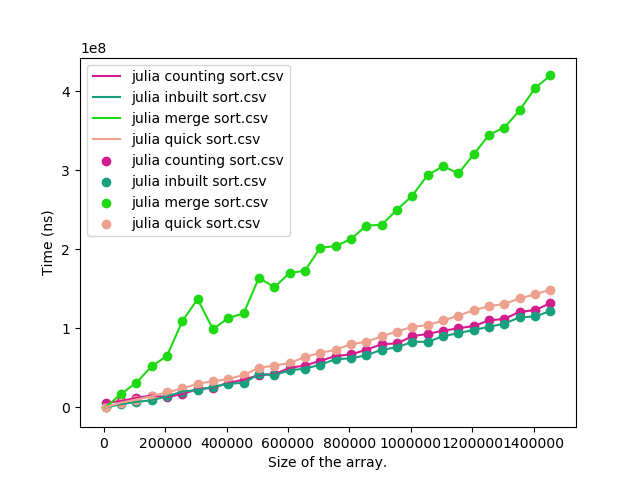 1e8
julia counting sort.csv
julia inbuilt sort.csv
julia merge sort.csv
julia quick sort.csv
julia counting sort.csv
julia inbuilt sort.csv
julia merge sort.csv
julia quick sort.csv
4
3
2
1
0
Time (ns)
0 200000 400000 600000 800000 1000000 1200000 1400000
Size of the array.